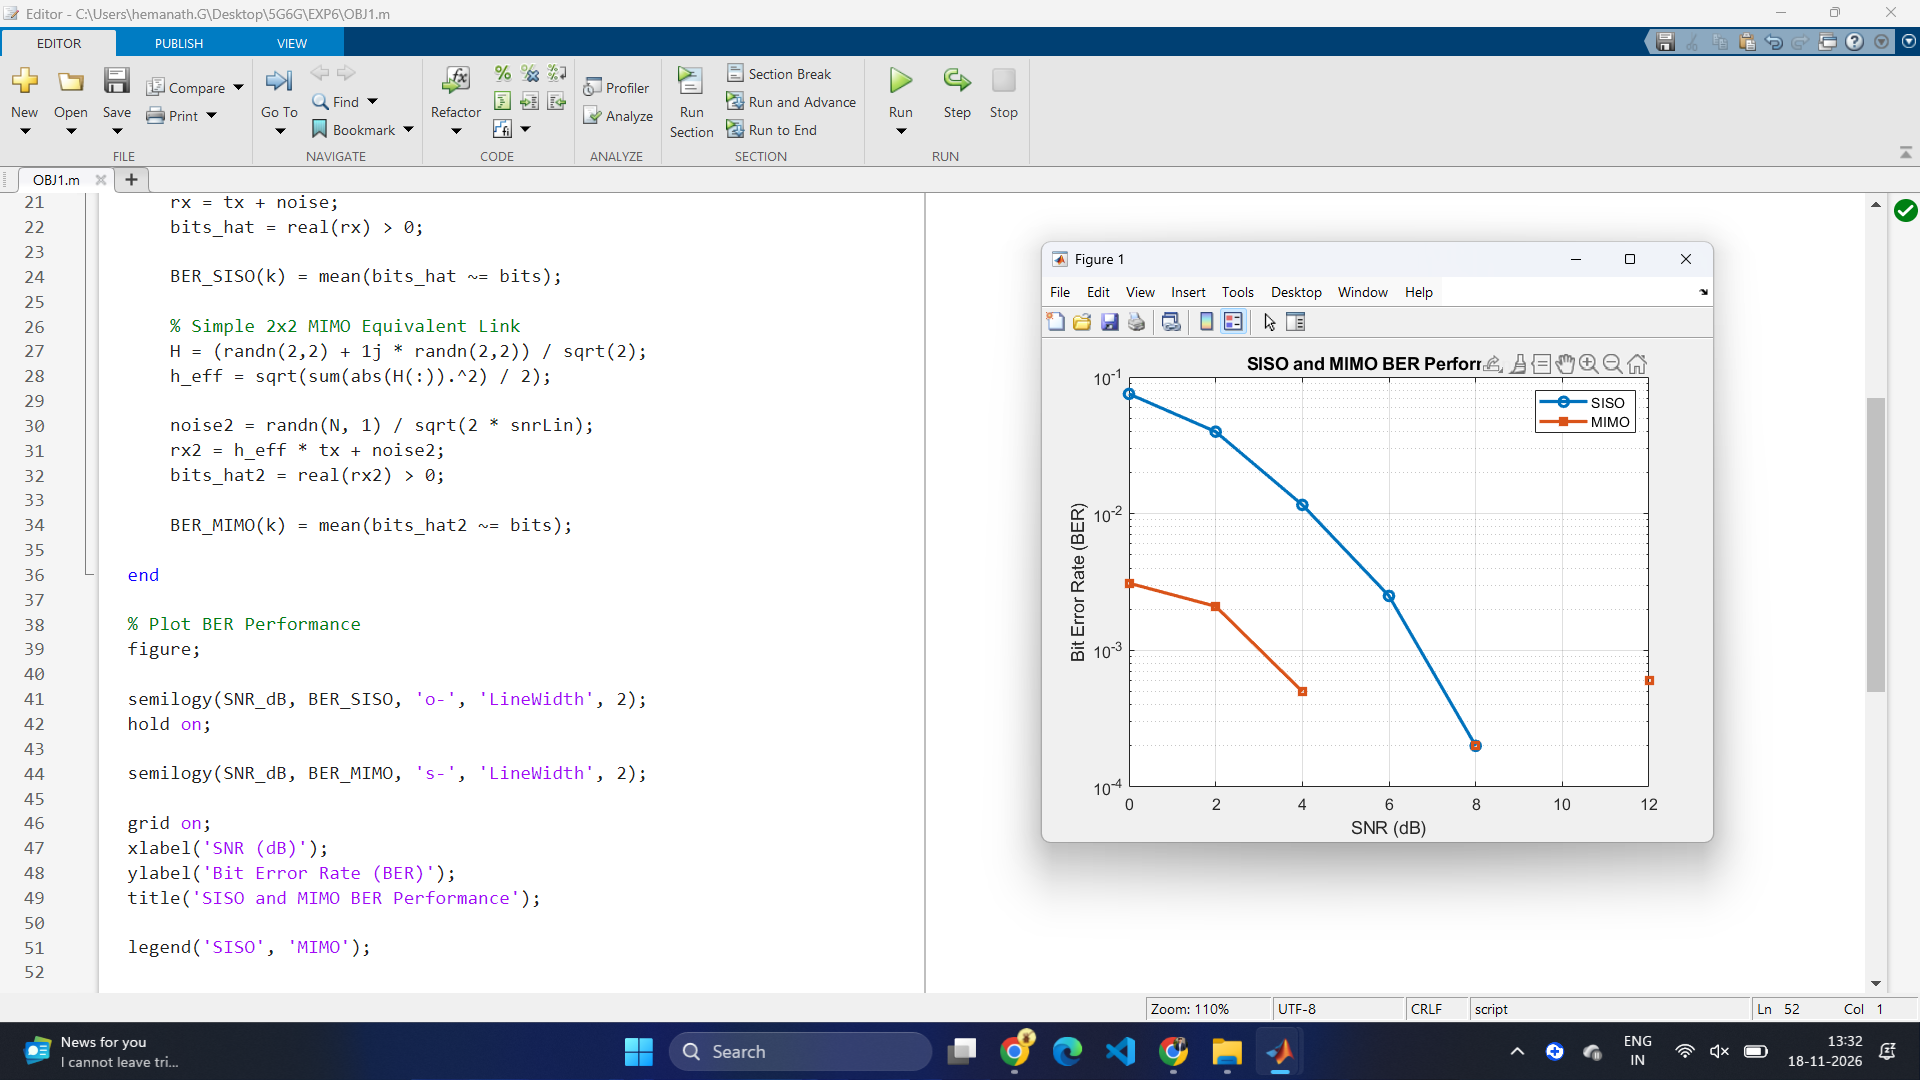 Editor - C:\Users\hemanath.G\Desktop\5G6G\EXP6\OBJ1.m
EDITOR PUBLISH VIEW
New Open Save Compare Print
FILE
Go To Find Bookmark
NAVIGATE
Refactor
CODE
Profiler Analyze
ANALYZE
Run Section Section Break Run and Advance Run to End
SECTION
Run Step Stop
RUN
OBJ1.m
21 rx = tx + noise;
22 bits_hat = real(rx) > 0;
23
24 BER_SISO(k) = mean(bits_hat ~= bits);
25
26 % Simple 2x2 MIMO Equivalent Link
27 H = (randn(2,2) + 1j * randn(2,2)) / sqrt(2);
28 h_eff = sqrt(sum(abs(H(:)).^2) / 2);
29
30 noise2 = randn(N, 1) / sqrt(2 * snrLin);
31 rx2 = h_eff * tx + noise2;
32 bits_hat2 = real(rx2) > 0;
33
34 BER_MIMO(k) = mean(bits_hat2 ~= bits);
35
36 end
37
38 % Plot BER Performance
39 figure;
40
41 semilogy(SNR_dB, BER_SISO, 'o-', 'LineWidth', 2);
42 hold on;
43
44 semilogy(SNR_dB, BER_MIMO, 's-', 'LineWidth', 2);
45
46 grid on;
47 xlabel('SNR (dB)');
48 ylabel('Bit Error Rate (BER)');
49 title('SISO and MIMO BER Performance');
50
51 legend('SISO', 'MIMO');
52
Figure 1
File Edit View Insert Tools Desktop Window Help
SISO and MIMO BER Perforr
SISO
MIMO
10-1
10-2
10-3
10-4
Bit Error Rate (BER)
0 2 4 6 8 10 12
SNR (dB)
Zoom: 110% UTF-8 CRLF script Ln 52 Col 1
News for you
I cannot leave tri...
Search
ENG
IN
13:32
18-11-2026